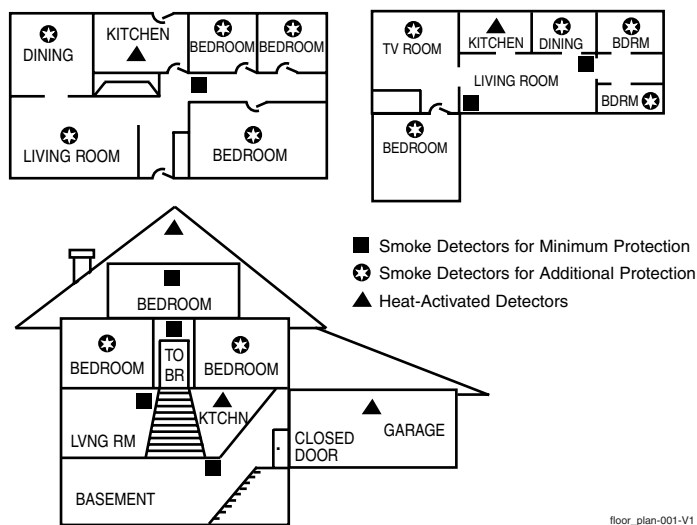 DINING
KITCHEN
BEDROOM
BEDROOM
LIVING ROOM
BEDROOM
TV ROOM
KITCHEN
DINING
BDRM
LIVING ROOM
BDRM
BEDROOM
Smoke Detectors for Minimum Protection
Smoke Detectors for Additional Protection
Heat-Activated Detectors
BEDROOM
BEDROOM
TO
BR
BEDROOM
LVNG RM
KTCHN
CLOSED
DOOR
GARAGE
BASEMENT
floor_plan-001-V1